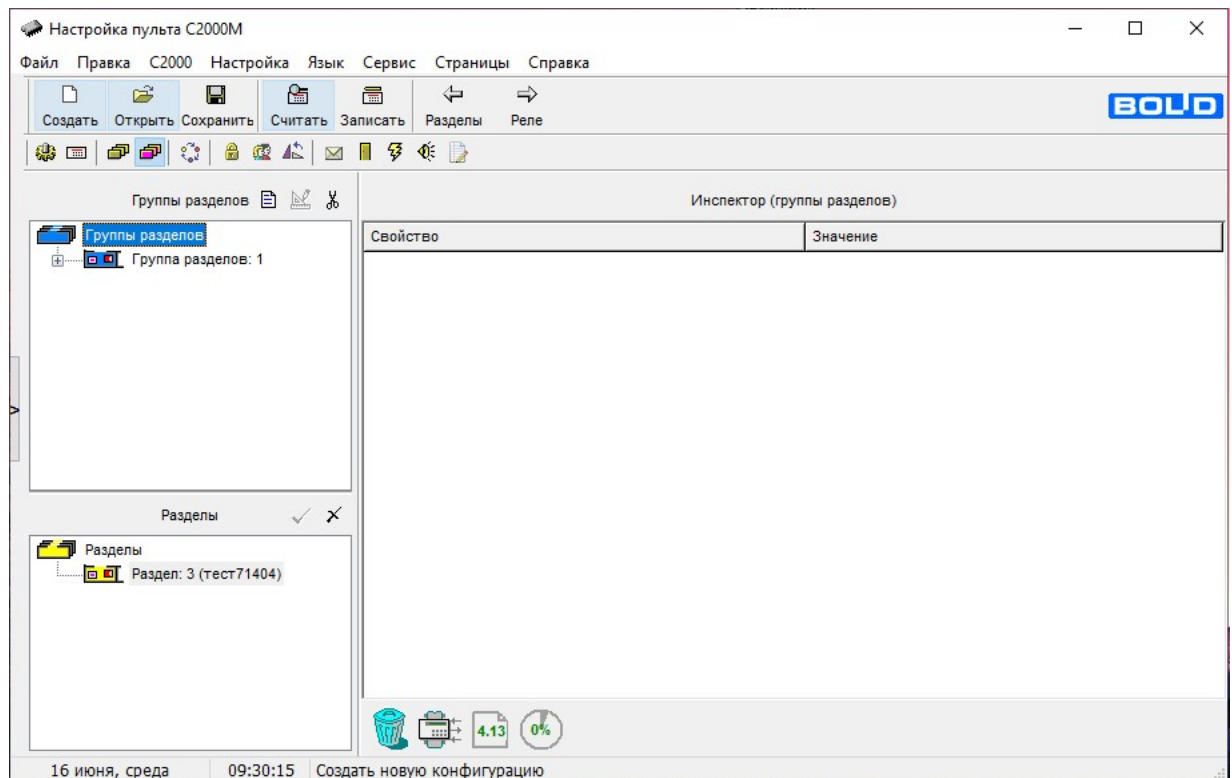 Настройка пульта С2000М
Файл Правка С2000 Настройка Язык Сервис Страницы Справка
Создать Открыть Сохранить Считать Записать Разделы Реле
BOLID
Группы разделов
Инспектор (группы разделов)
Группы разделов
Свойство Значение
Группа разделов: 1
>
Разделы
Разделы
Раздел: 3 (тест71404)
4.13 0%
16 июня, среда 09:30:15 Создать новую конфигурацию